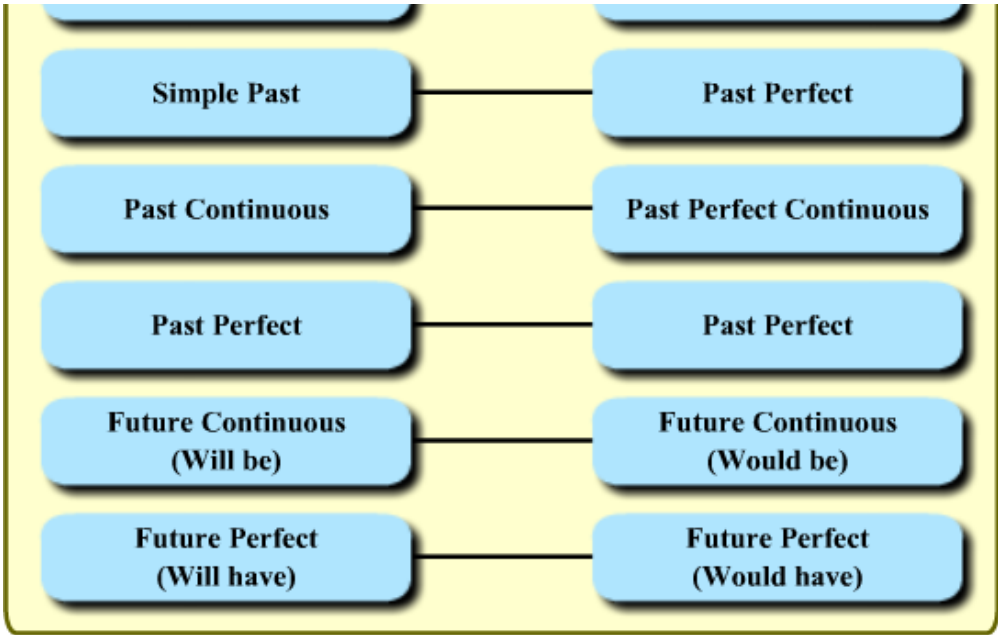 Simple Past
Past Perfect
Past Continuous
Past Perfect Continuous
Past Perfect
Past Perfect
Future Continuous
(Will be)
Future Continuous
(Would be)
Future Perfect
(Will have)
Future Perfect
(Would have)